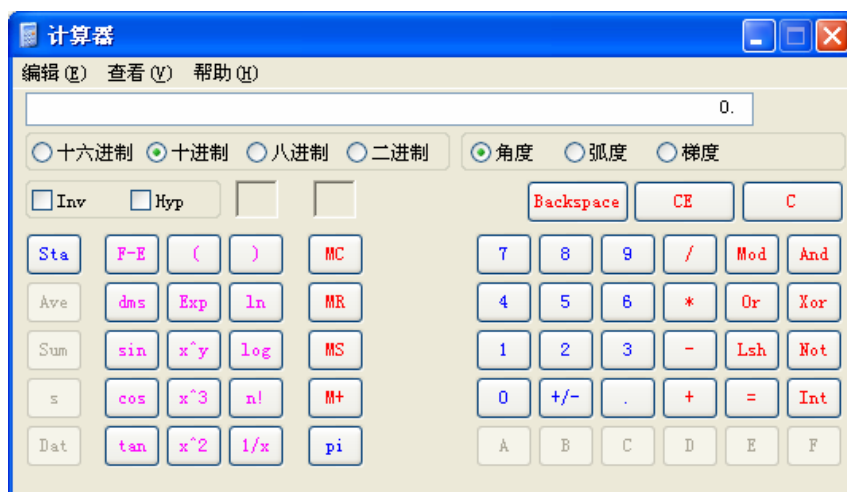 计算器
编辑(E) 查看(V) 帮助(H)
0.
十六进制 十进制 八进制 二进制 角度 弧度 梯度
Inv Hyp Backspace CE C
Sta F-E ( ) MC 7 8 9 / Mod And
Ave dms Exp ln MR 4 5 6 * Or Xor
Sum sin x^y log MS 1 2 3 - Lsh Not
s cos x^3 n! M+ 0 +/- . + = Int
Dat tan x^2 1/x pi A B C D E F